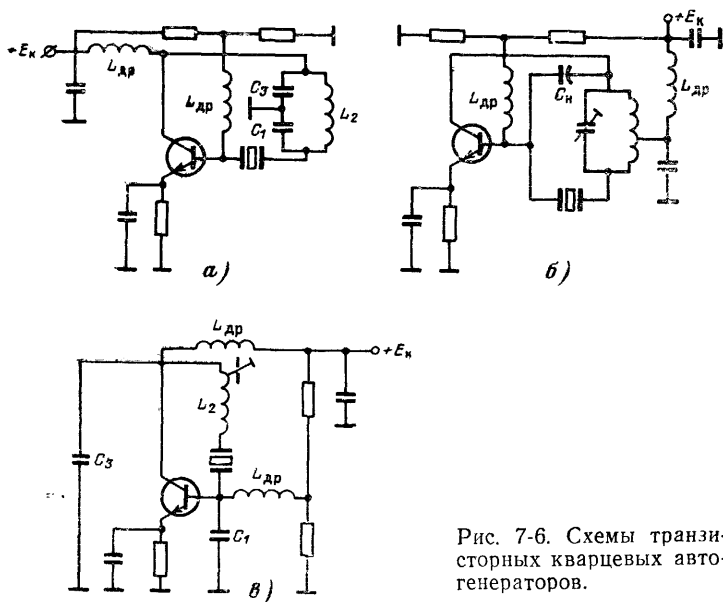 +Eк
Lдр
Lдр
C3
C1
L2
а)
+Eк
Lдр
Cн
Lдр
б)
Lдр
+Eк
L2
C3
Lдр
C1
в)
Рис. 7-6. Схемы транзи-
сторных кварцевых авто-
генераторов.